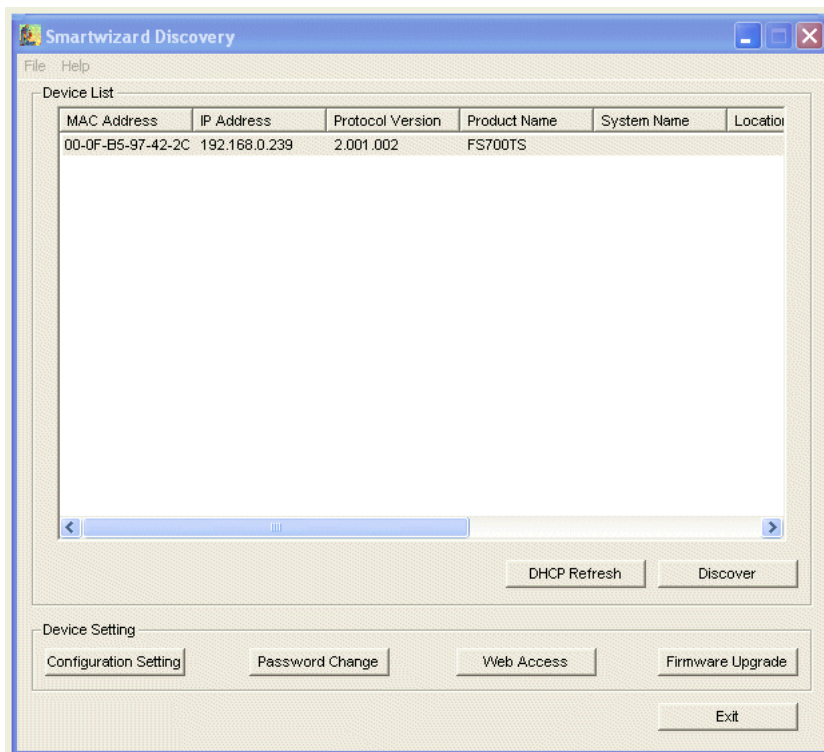 Smartwizard Discovery
File Help
Device List
MAC Address IP Address Protocol Version Product Name System Name Location
00-0F-B5-97-42-2C 192.168.0.239 2.001.002 FS700TS
DHCP Refresh Discover
Device Setting
Configuration Setting Password Change Web Access Firmware Upgrade
Exit